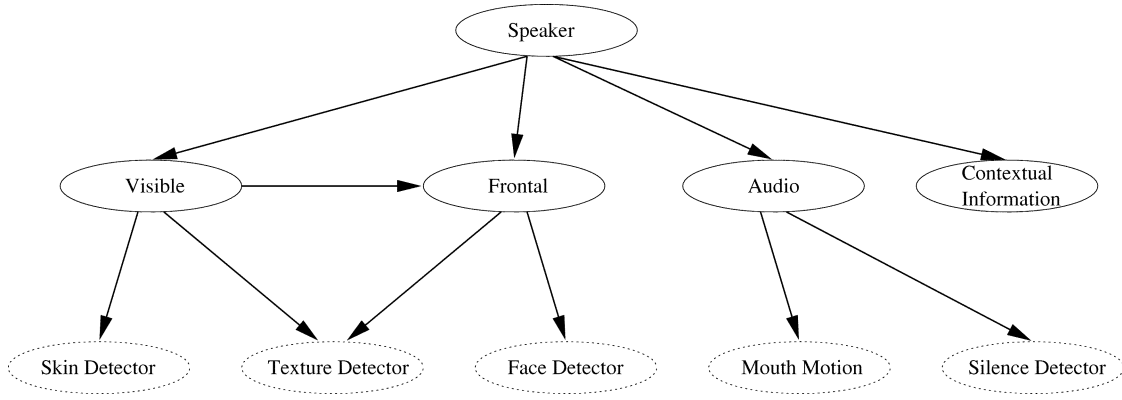 Speaker
Visible
Frontal
Audio
Contextual
Information
Skin Detector
Texture Detector
Face Detector
Mouth Motion
Silence Detector